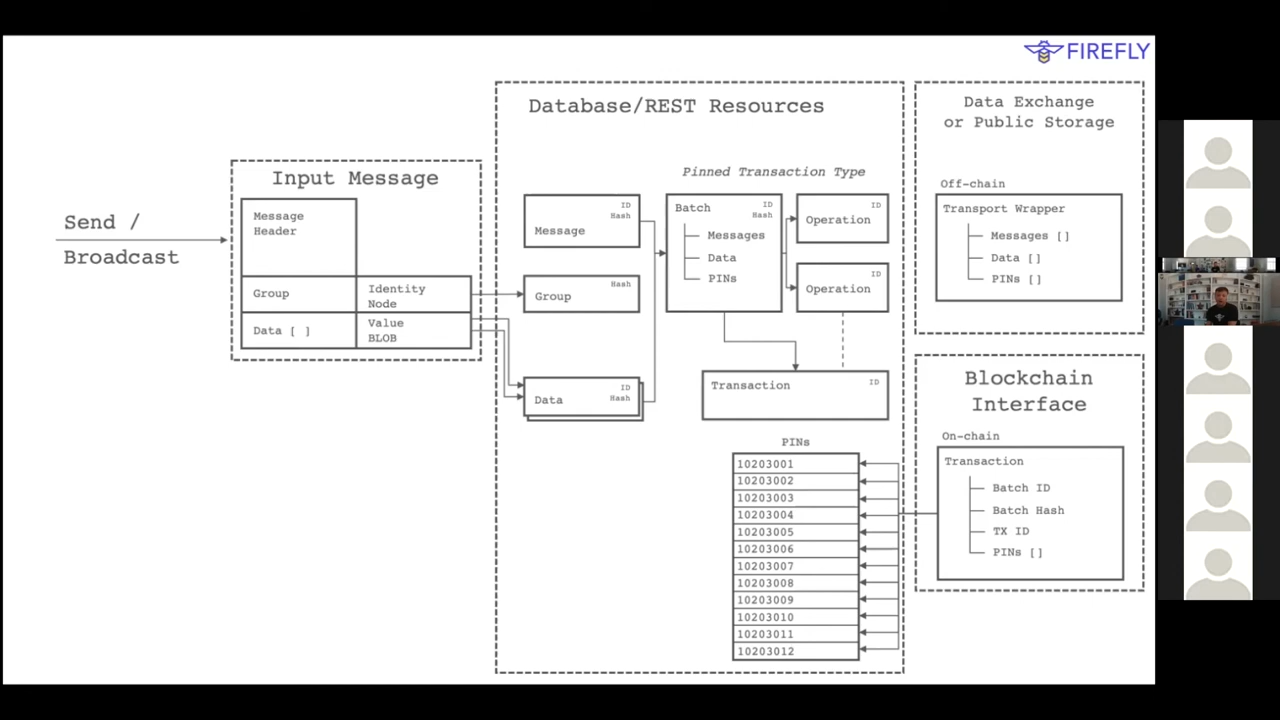 FIREFLY
Send /
Broadcast
Input Message
Message
Header
Group
Identity
Node
Data [ ]
Value
BLOB
Database/REST Resources
Pinned Transaction Type
ID
Hash
Message
Hash
Group
ID
Hash
Data
Batch
ID
Hash
Messages
Data
PINs
ID
Operation
ID
Operation
Transaction
ID
PINs
10203001
10203002
10203003
10203004
10203005
10203006
10203007
10203008
10203009
10203010
10203011
10203012
Data Exchange
or Public Storage
Off-chain
Transport Wrapper
Messages []
Data []
PINs []
Blockchain
Interface
On-chain
Transaction
Batch ID
Batch Hash
TX ID
PINs []